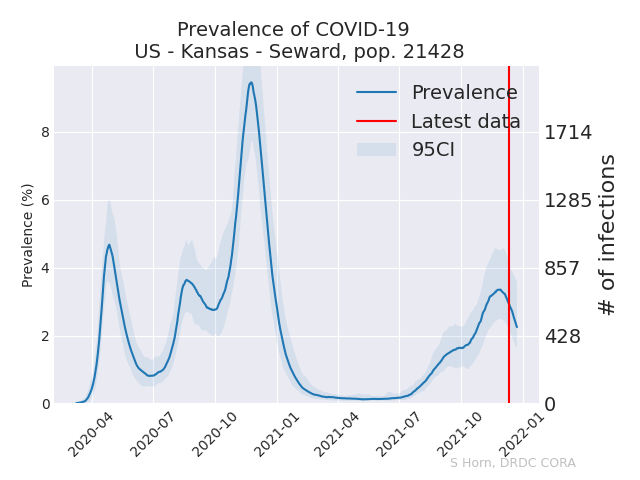 Prevalence of COVID-19
US - Kansas - Seward, pop. 21428
Prevalence
Latest data
95CI
Prevalence (%)
8
6
4
2
0
1714
1285
857
428
0
# of infections
2020-04
2020-07
2020-10
2021-01
2021-04
2021-07
2021-10
2022-01
S Horn, DRDC CORA